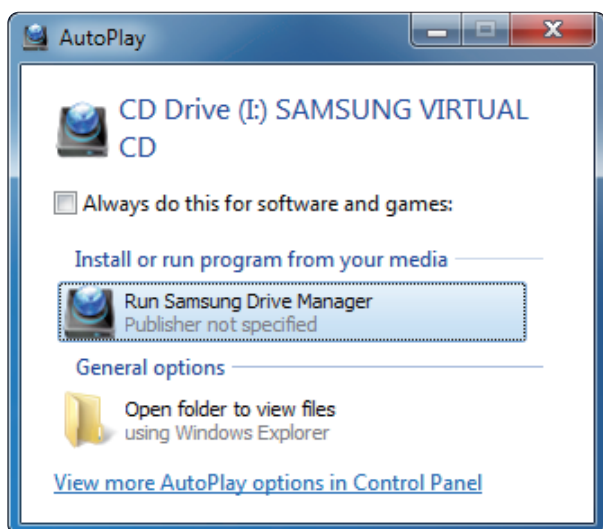 AutoPlay
CD Drive (I:) SAMSUNG VIRTUAL
CD
Always do this for software and games:
Install or run program from your media
Run Samsung Drive Manager
Publisher not specified
General options
Open folder to view files
using Windows Explorer
View more AutoPlay options in Control Panel